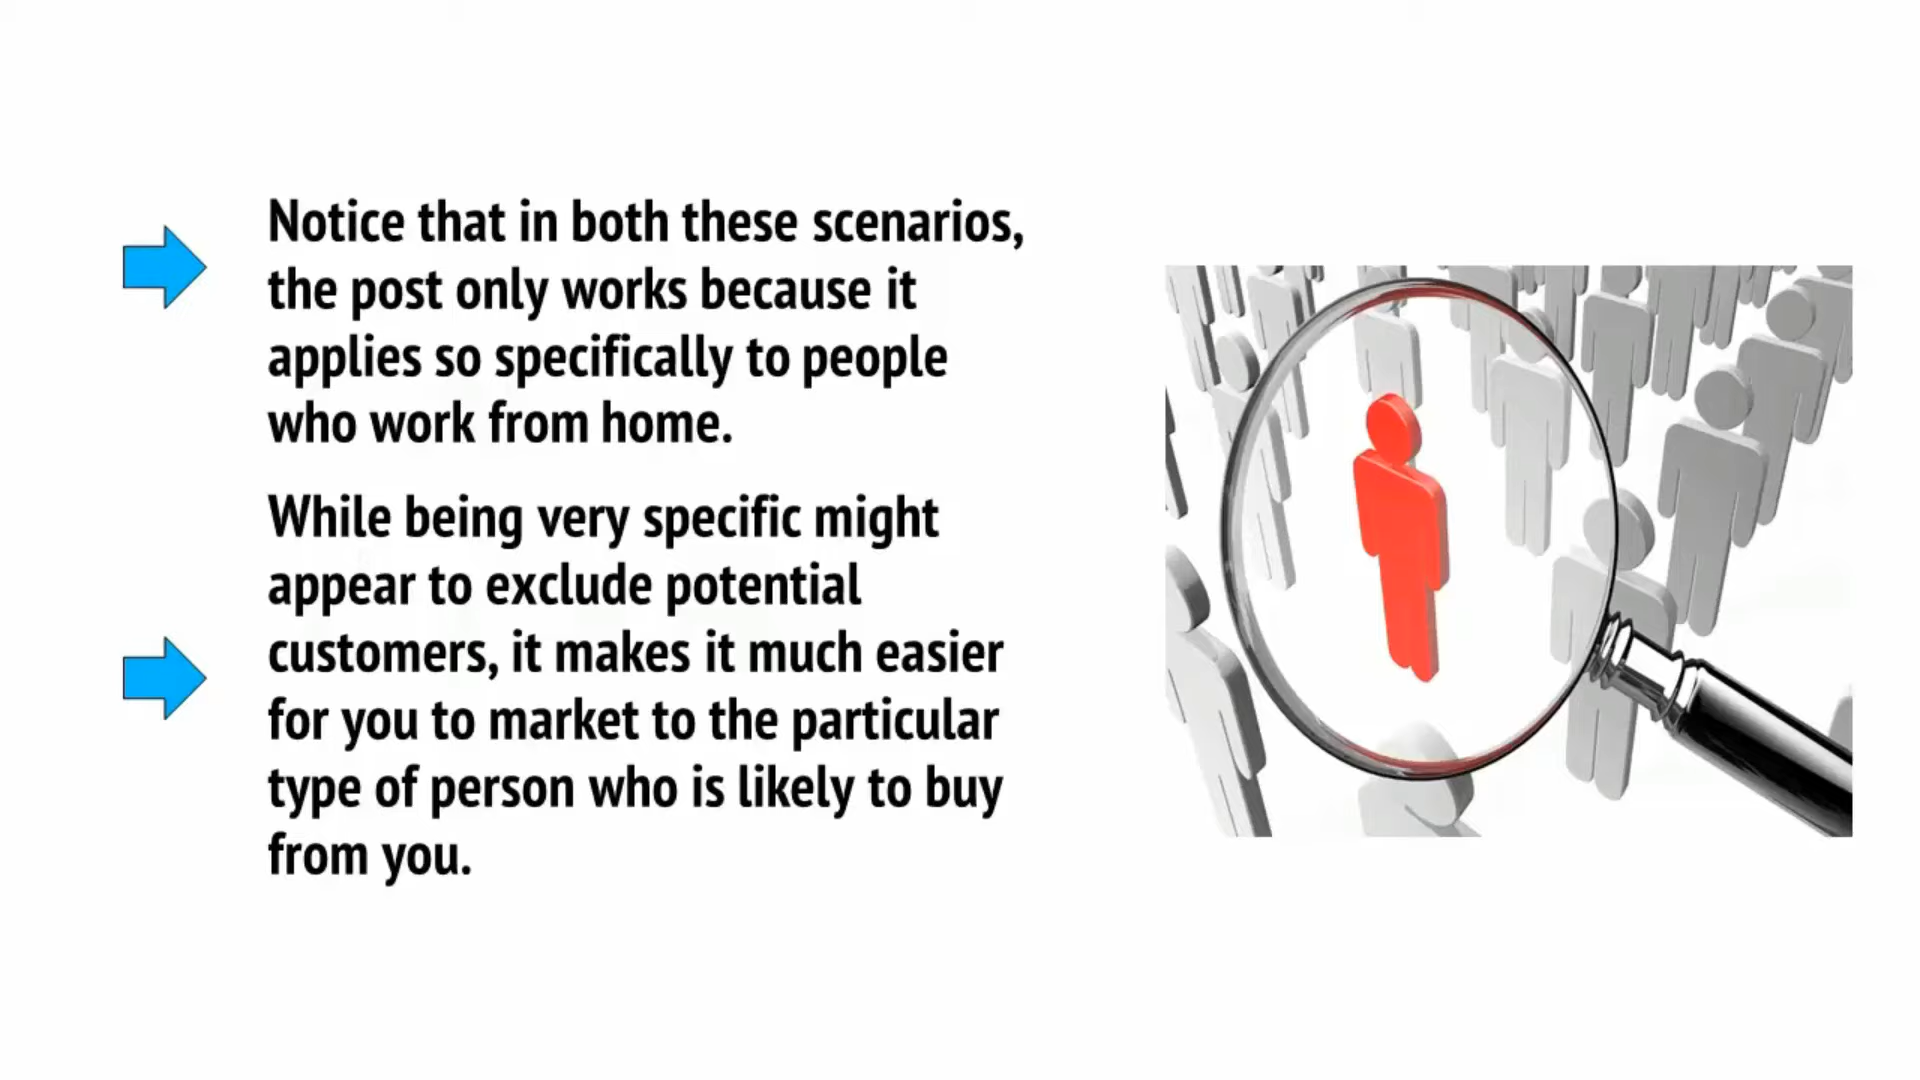 Notice that in both these scenarios,
the post only works because it
applies so specifically to people
who work from home.
While being very specific might
appear to exclude potential
customers, it makes it much easier
for you to market to the particular
type of person who is likely to buy
from you.